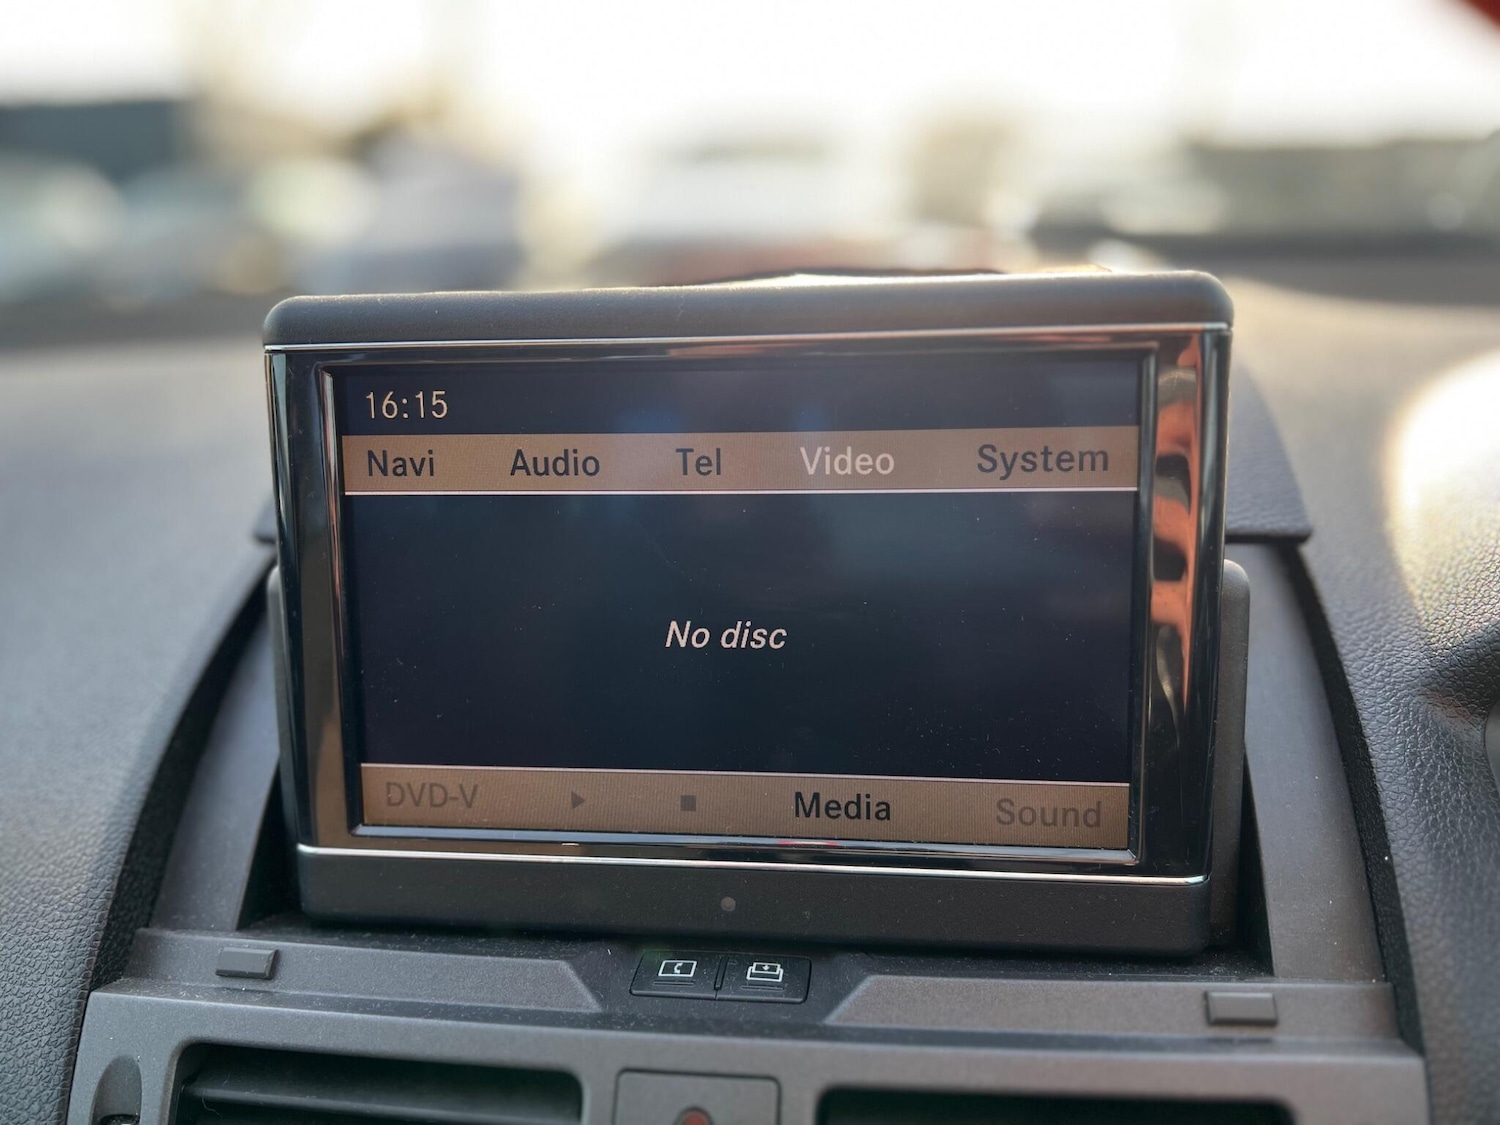 16:15
Navi Audio Tel Video System
No disc
DVD-V Media Sound